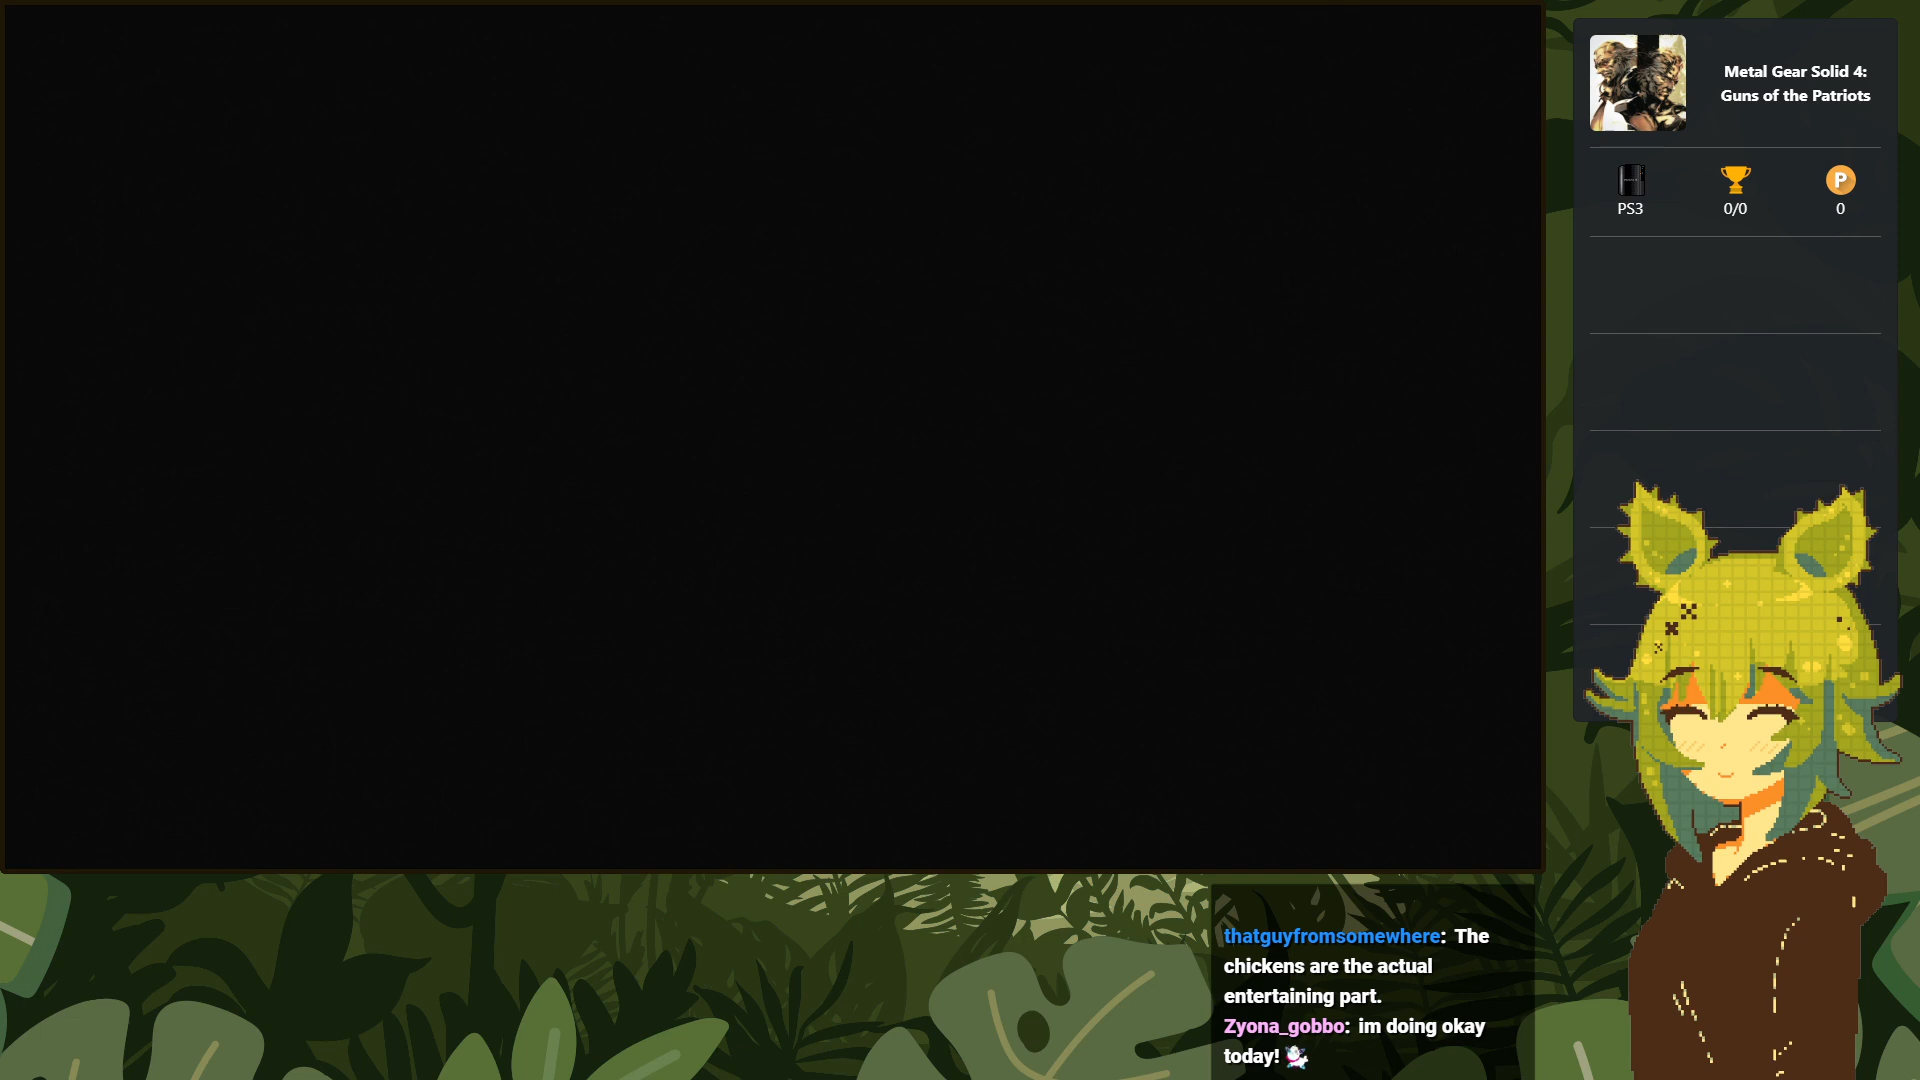 Metal Gear Solid 4:
Guns of the Patriots
PS3
0/0
P
0
thatguyfromsomewhere: The
chickens are the actual
entertaining part.
Zyona_gobbo: im doing okay
today!